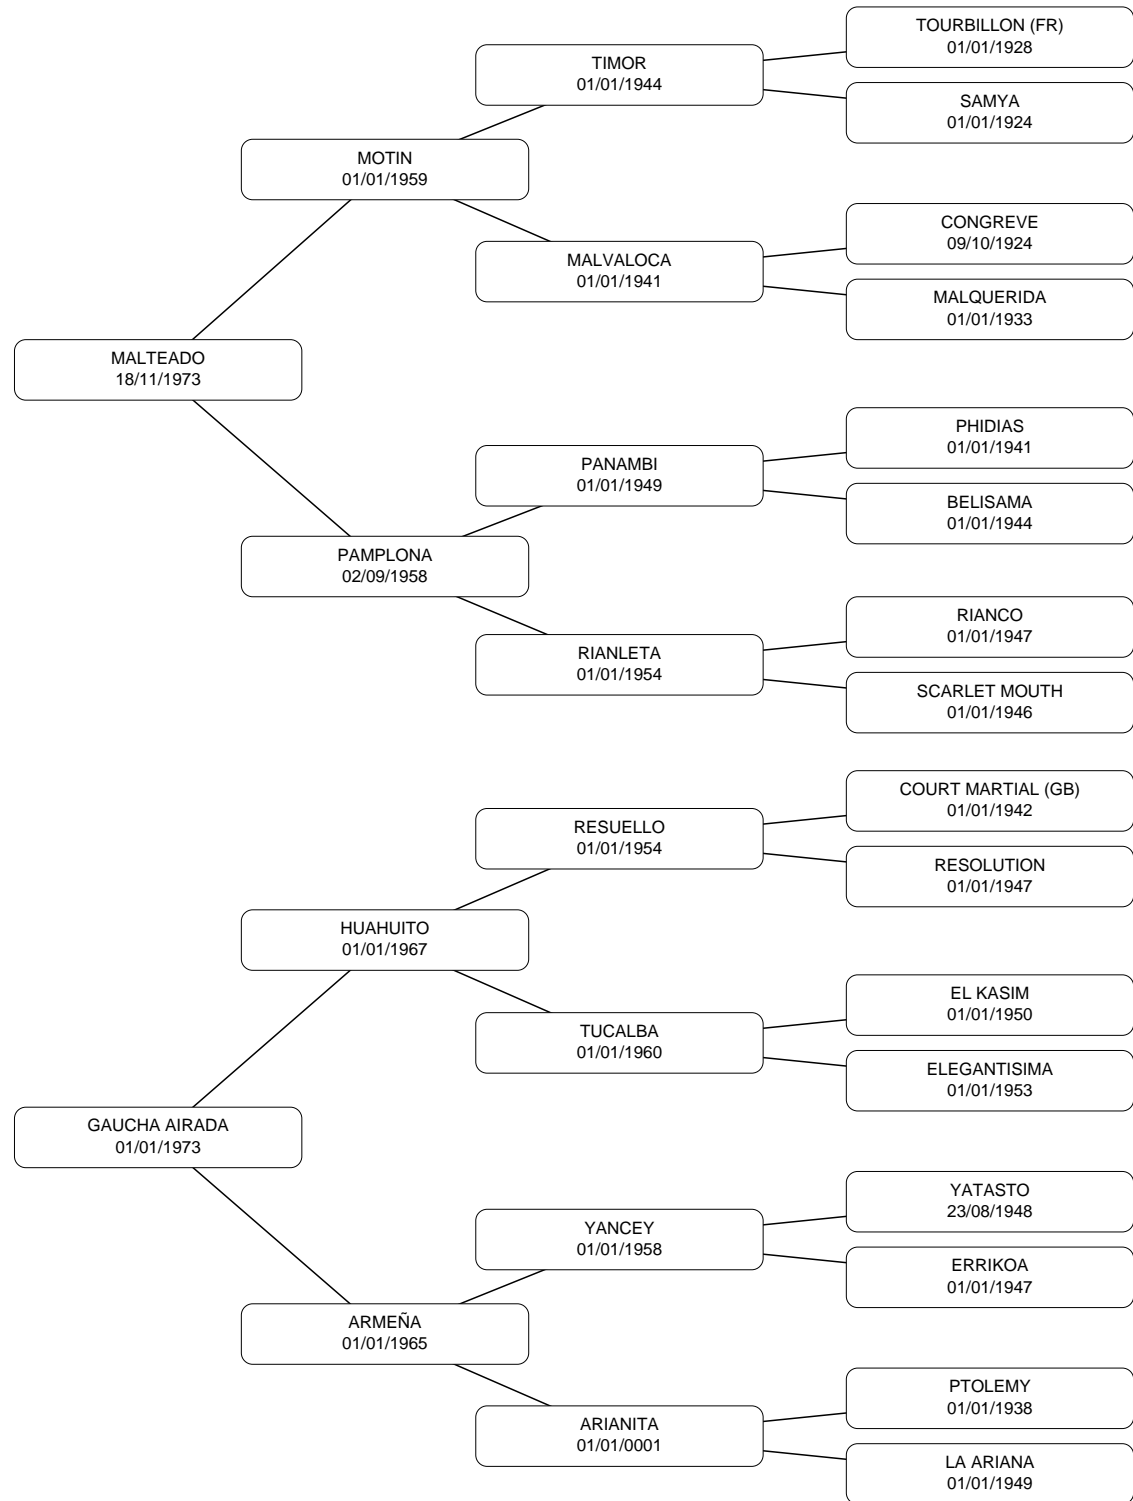 TOURBILLON (FR)
01/01/1928
TIMOR
01/01/1944
SAMYA
01/01/1924
MOTIN
01/01/1959
CONGREVE
09/10/1924
MALVALOCA
01/01/1941
MALQUERIDA
01/01/1933
MALTEADO
18/11/1973
PHIDIAS
01/01/1941
PANAMBI
01/01/1949
BELISAMA
01/01/1944
PAMPLONA
02/09/1958
RIANCO
01/01/1947
RIANLETA
01/01/1954
SCARLET MOUTH
01/01/1946
COURT MARTIAL (GB)
01/01/1942
RESUELLO
01/01/1954
RESOLUTION
01/01/1947
HUAHUITO
01/01/1967
EL KASIM
01/01/1950
TUCALBA
01/01/1960
ELEGANTISIMA
01/01/1953
GAUCHA AIRADA
01/01/1973
YATASTO
23/08/1948
YANCEY
01/01/1958
ERRIKOA
01/01/1947
ARMEÑA
01/01/1965
PTOLEMY
01/01/1938
ARIANITA
01/01/0001
LA ARIANA
01/01/1949